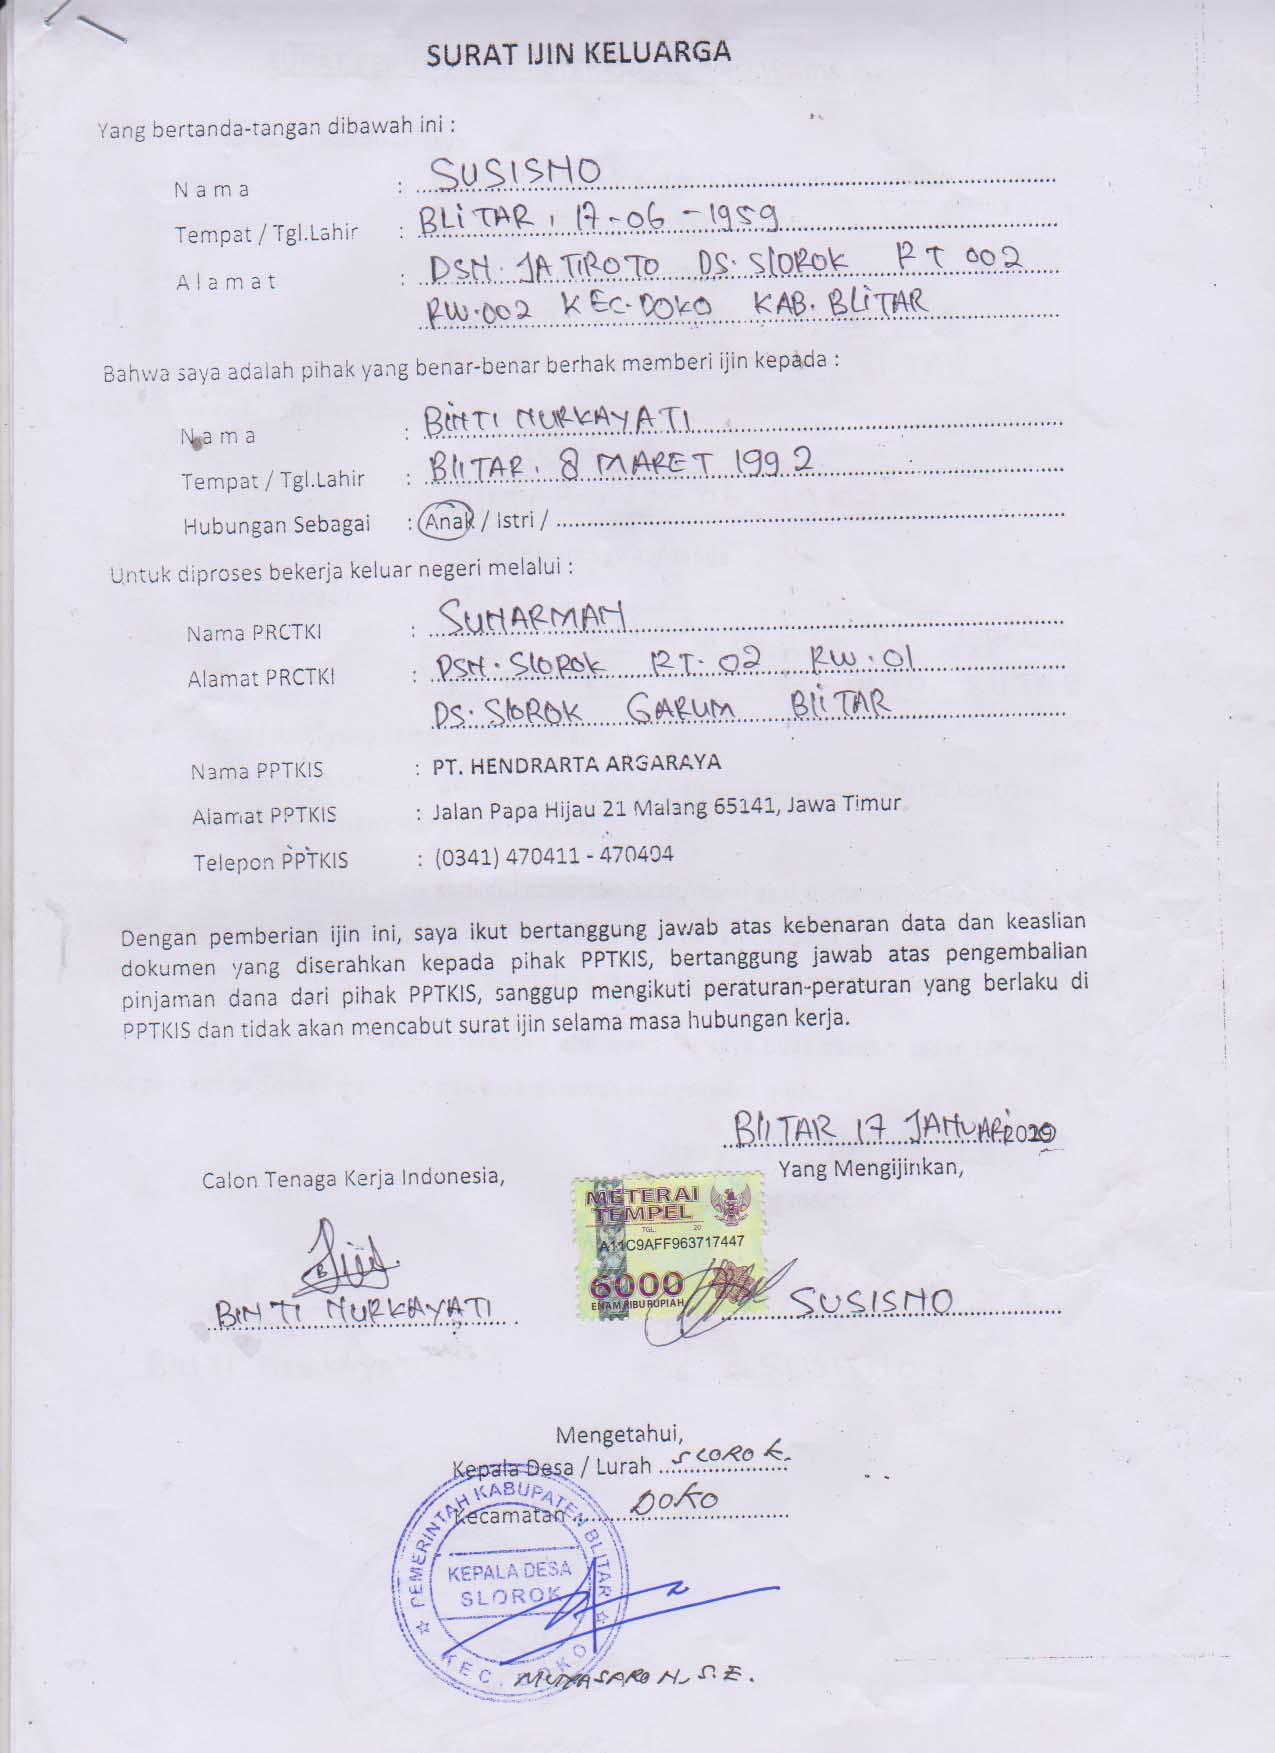 SURAT IJIN KELUARGA
Yang bertanda-tangan dibawah ini :
N a m a : SUSISNO
Tempat / Tgl.Lahir : BLITAR, 17-06-1959
A l a m a t : DSN. JATIROTO DS. SLOROK RT 002
RW.002 KEC.DOKO KAB. BLITAR
Bahwa saya adalah pihak yang benar-benar berhak memberi ijin kepada :
N a m a : BINTI NURKAYATI
Tempat / Tgl.Lahir : BLITAR, 8 MARET 1992
Hubungan Sebagai : Anak / Istri /
Untuk diproses bekerja keluar negeri melalui :
Nama PRCTKI : SUNARMAN
Alamat PRCTKI : DSN. SLOROK RT. 02 RW. 01
DS. SLOROK GARUM BLITAR
Nama PPTKIS : PT. HENDRARTA ARGARAYA
Alamat PPTKIS : Jalan Papa Hijau 21 Malang 65141, Jawa Timur
Telepon PPTKIS : (0341) 470411 - 470404
Dengan pemberian ijin ini, saya ikut bertanggung jawab atas kebenaran data dan keaslian
dokumen yang diserahkan kepada pihak PPTKIS, bertanggung jawab atas pengembalian
pinjaman dana dari pihak PPTKIS, sanggup mengikuti peraturan-peraturan yang berlaku di
PPTKIS dan tidak akan mencabut surat ijin selama masa hubungan kerja.
BLITAR 17 JANUARI
Calon Tenaga Kerja Indonesia,
Yang Mengijinkan,
METERAI
TEMPEL
TGL. 20
A11C9AFF963717447
6000
ENAM RIBU RUPIAH
BINTI NURKAYATI
SUSISNO
Mengetahui,
Kepala Desa / Lurah SLOROK.
Kecamatan DOKO
PEMERINTAH KABUPATEN BLITAR
KEPALA DESA
SLOROK
KEC. DOKO
S.E.